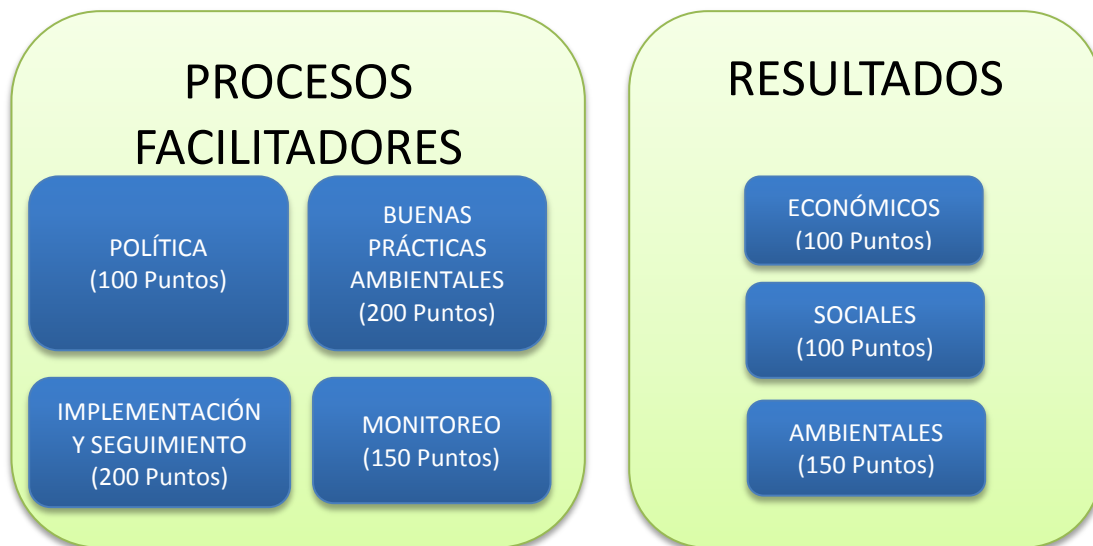 PROCESOS
FACILITADORES
POLÍTICA
(100 Puntos)
BUENAS
PRÁCTICAS
AMBIENTALES
(200 Puntos)
IMPLEMENTACIÓN
Y SEGUIMIENTO
(200 Puntos)
MONITOREO
(150 Puntos)
RESULTADOS
ECONÓMICOS
(100 Puntos)
SOCIALES
(100 Puntos)
AMBIENTALES
(150 Puntos)